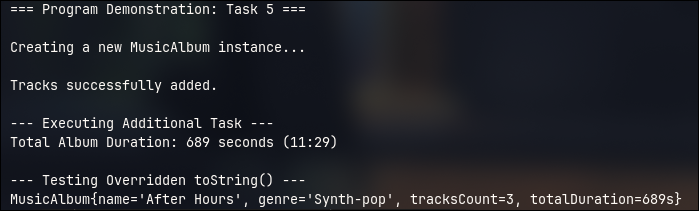 === Program Demonstration: Task 5 ===
Creating a new MusicAlbum instance...
Tracks successfully added.
--- Executing Additional Task ---
Total Album Duration: 689 seconds (11:29)
--- Testing Overridden toString() ---
MusicAlbum{name='After Hours', genre='Synth-pop', tracksCount=3, totalDuration=689s}